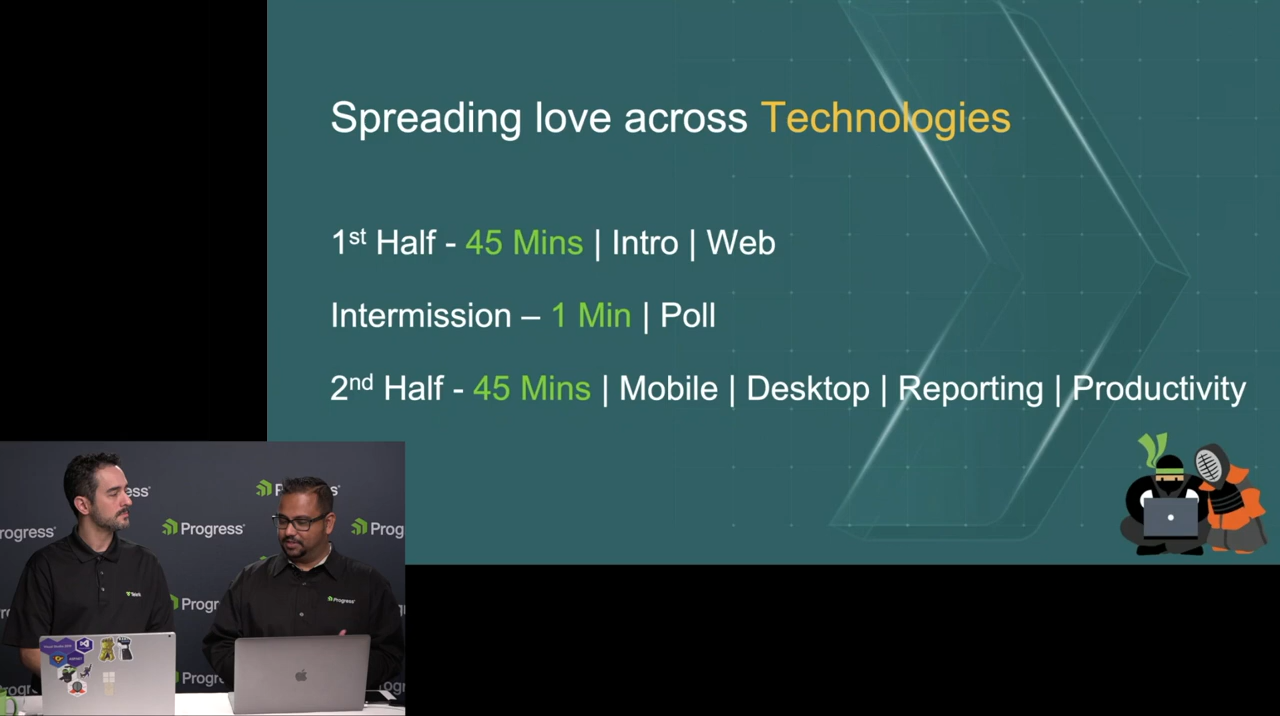 Spreading love across Technologies
1st Half - 45 Mins | Intro | Web
Intermission – 1 Min | Poll
2nd Half - 45 Mins | Mobile | Desktop | Reporting | Productivity
Progress
Progress
Progress